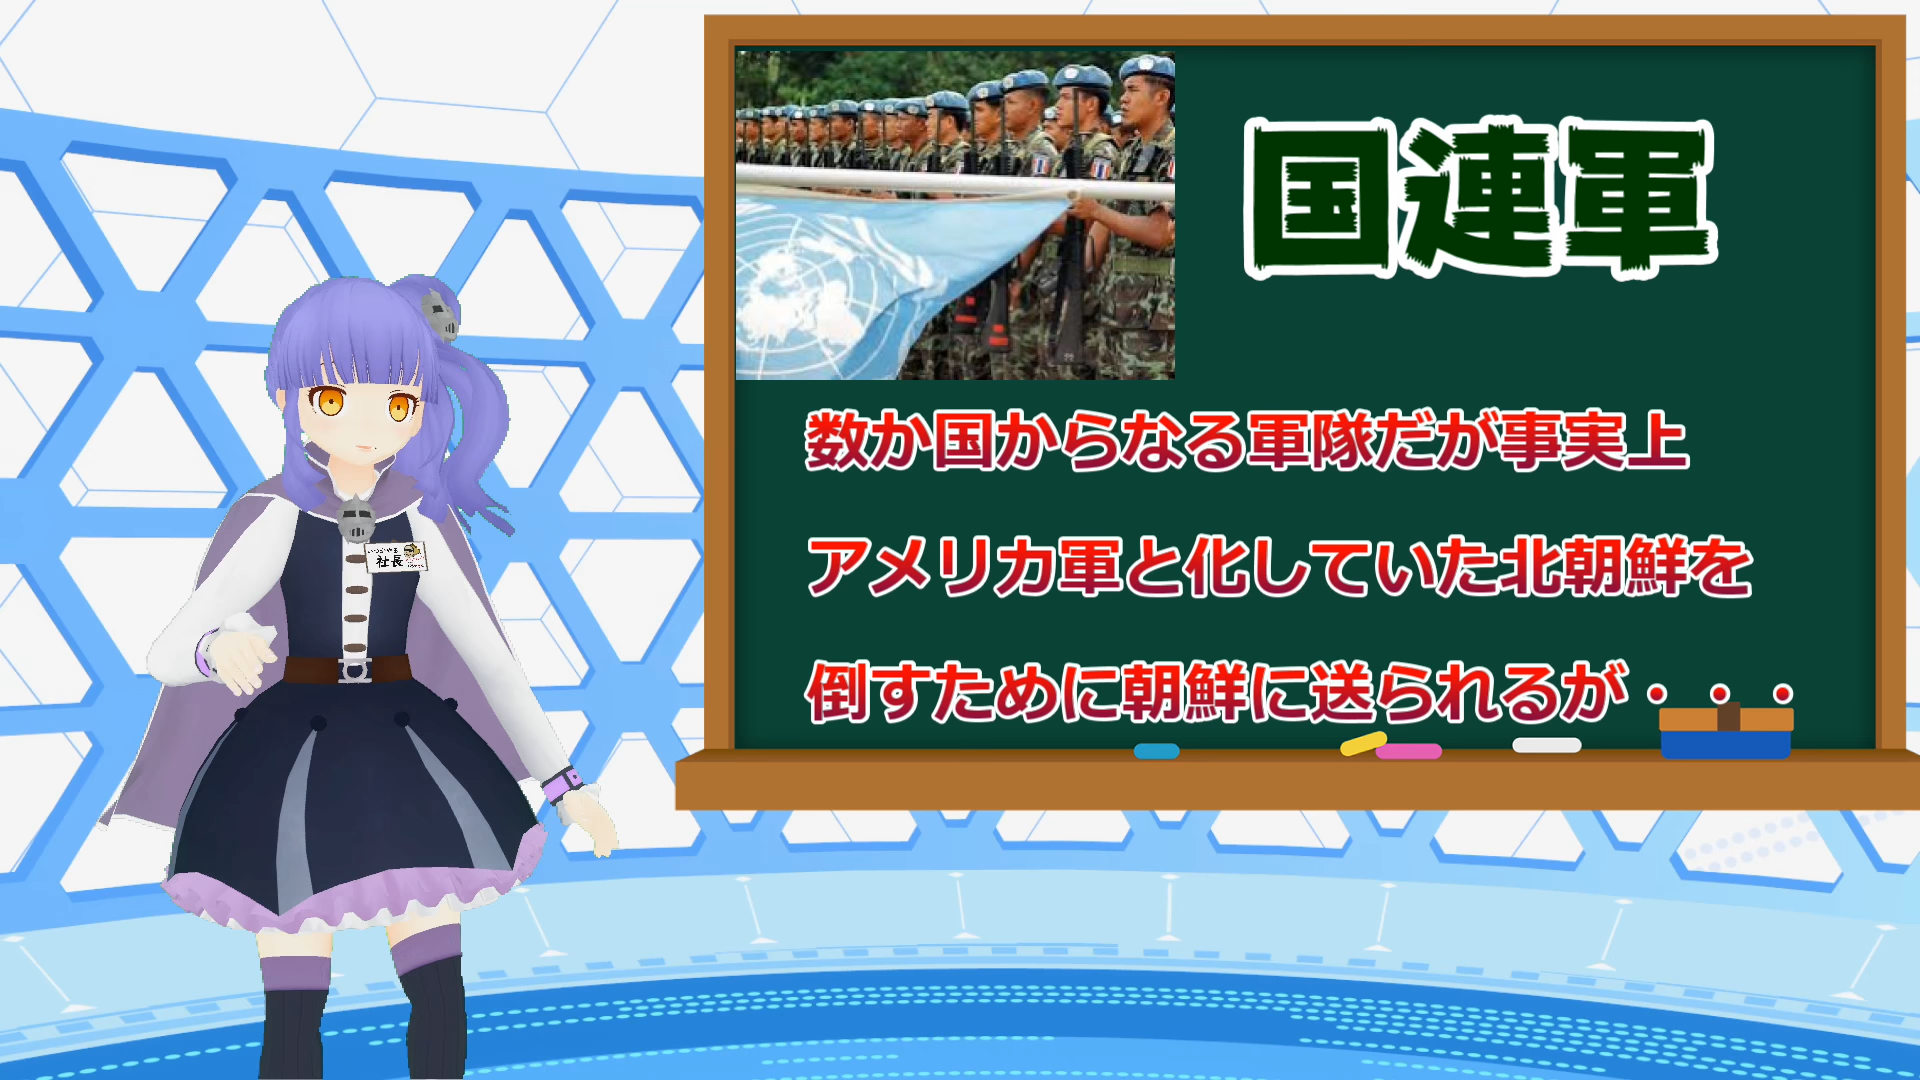 国連軍
数か国からなる軍隊だが事実上
アメリカ軍と化していた北朝鮮を
倒すために朝鮮に送られるが・・・
社長